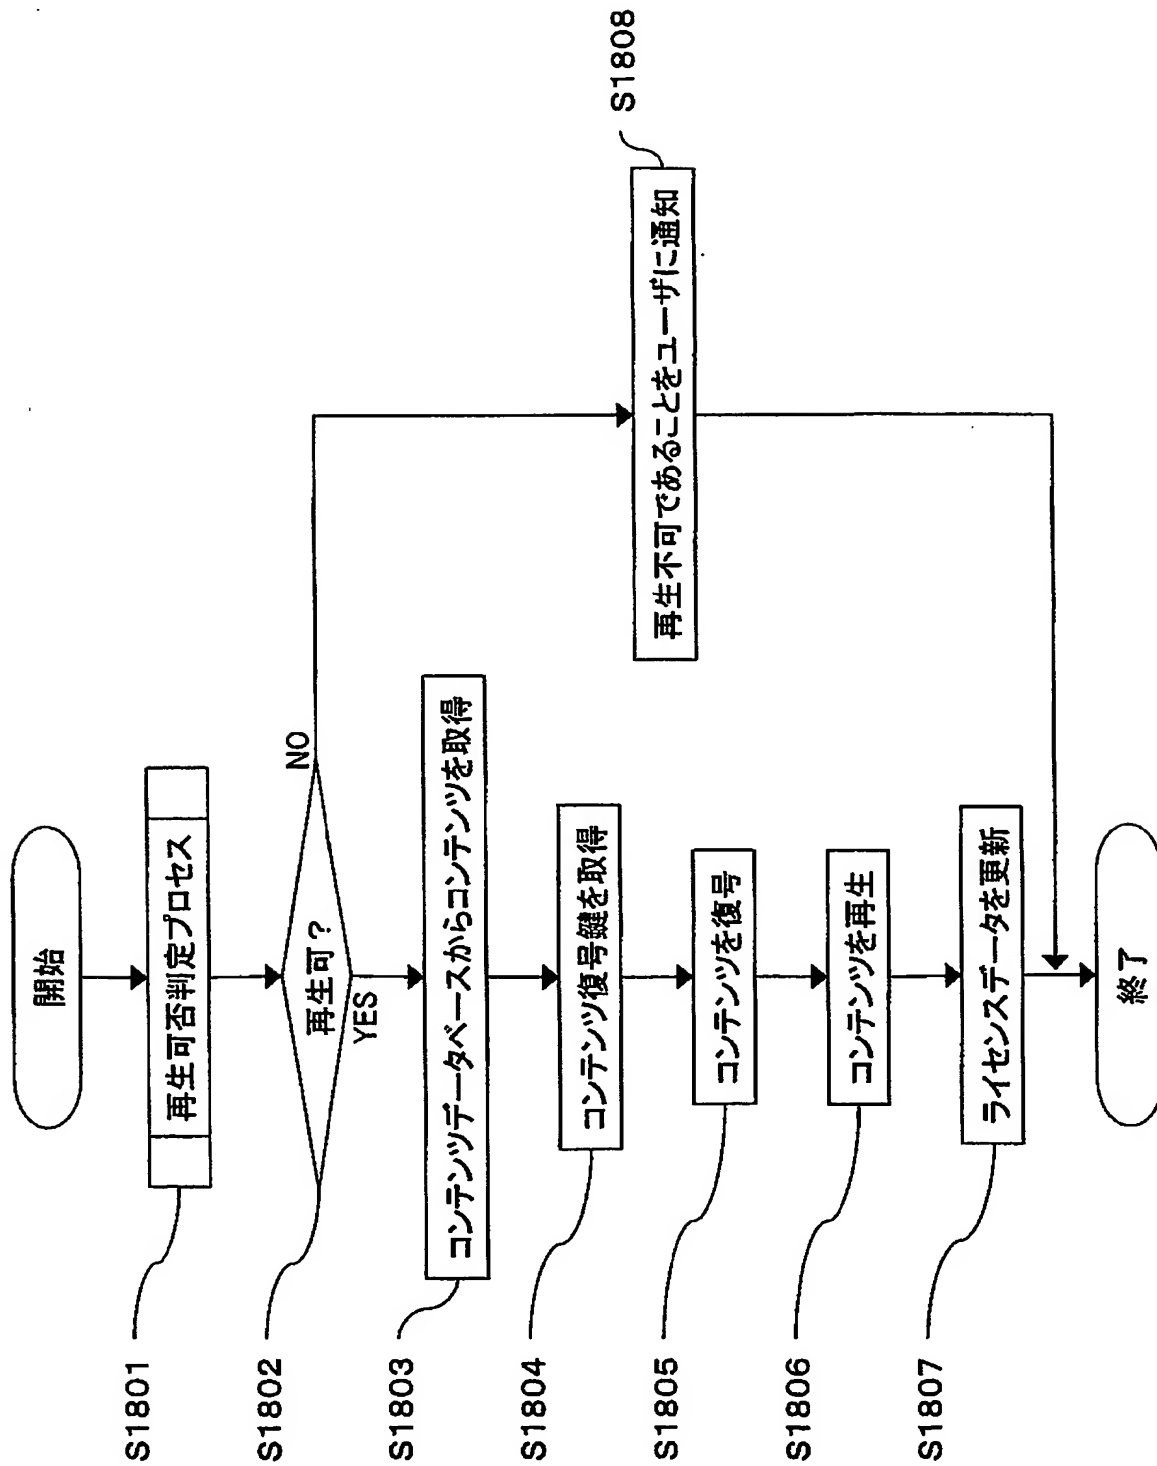 開始
S1801
再生可否判定プロセス
S1802
再生可?
NO
YES
S1803
コンテンツデータベースからコンテンツを取得
S1804
コンテンツ復号鍵を取得
S1805
コンテンツを復号
S1806
コンテンツを再生
S1807
ライセンスデータを更新
S1808
再生不可であることをユーザに通知
終了